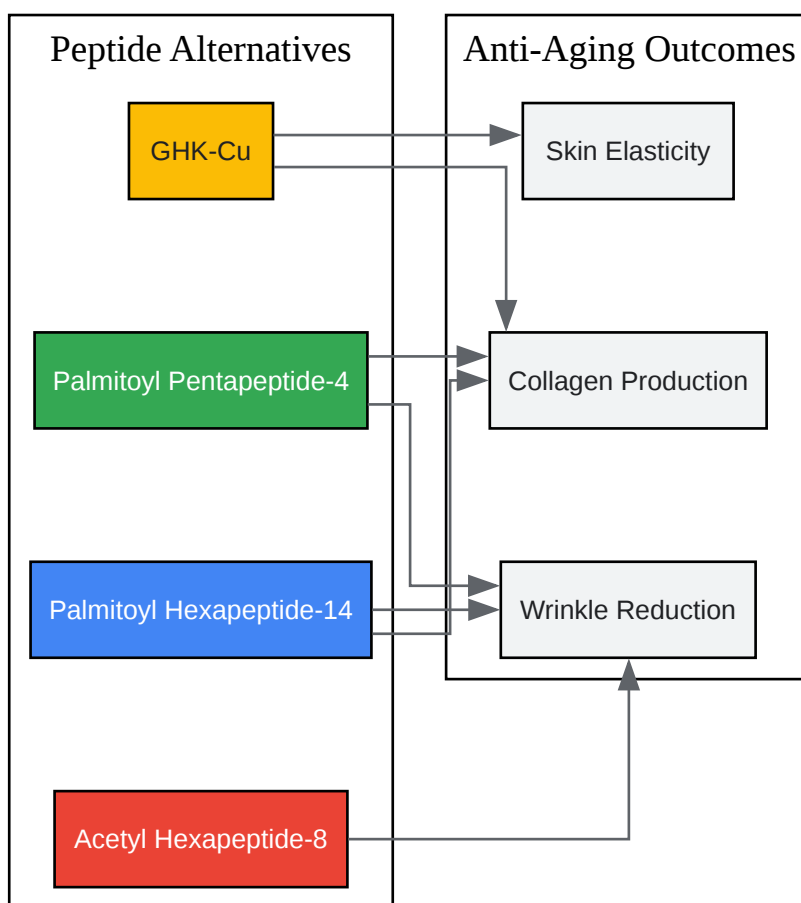 Peptide Alternatives
Anti-Aging Outcomes
GHK-Cu
Skin Elasticity
Palmitoyl Pentapeptide-4
Collagen Production
Palmitoyl Hexapeptide-14
Wrinkle Reduction
Acetyl Hexapeptide-8